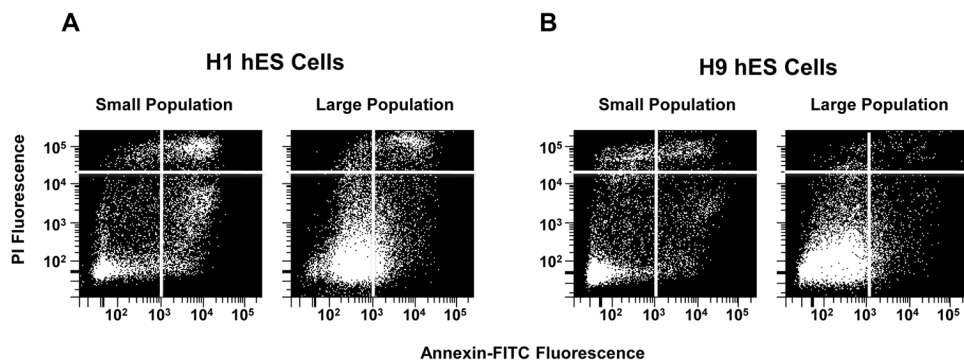 A
B
H1 hES Cells
H9 hES Cells
Small Population
Large Population
Small Population
Large Population
PI Fluorescence
10⁵
10⁴
10³
10²
10² 10³ 10⁴ 10⁵
10² 10³ 10⁴ 10⁵
10⁵
10⁴
10³
10²
10² 10³ 10⁴ 10⁵
10² 10³ 10⁴ 10⁵
Annexin-FITC Fluorescence